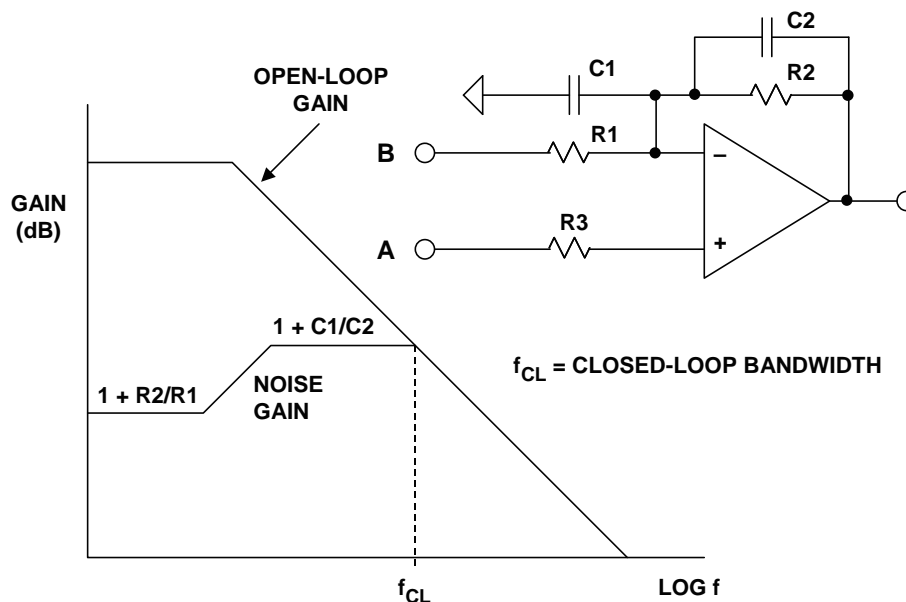 OPEN-LOOP
GAIN
GAIN
(dB)
1 + C1/C2
1 + R2/R1
NOISE
GAIN
f_CL
LOG f
C2
C1
R2
B
R1
R3
A
–
+
f_CL = CLOSED-LOOP BANDWIDTH